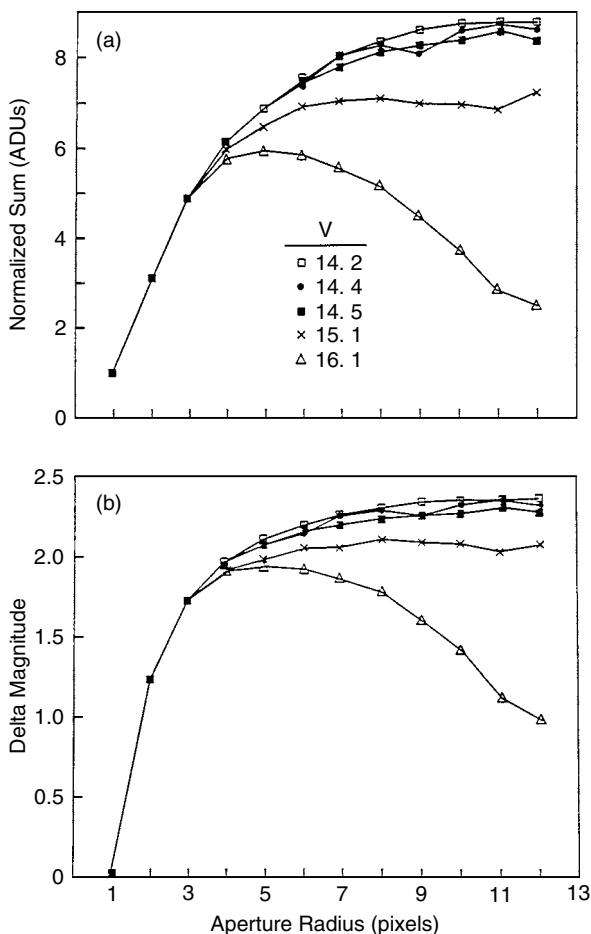 (a)
8
6
4
2
0
Normalized Sum (ADUs)
V
14. 2
14. 4
14. 5
15. 1
16. 1
(b)
2.5
2.0
1.5
1.0
0.5
0
Delta Magnitude
1 3 5 7 9 11 13
Aperture Radius (pixels)